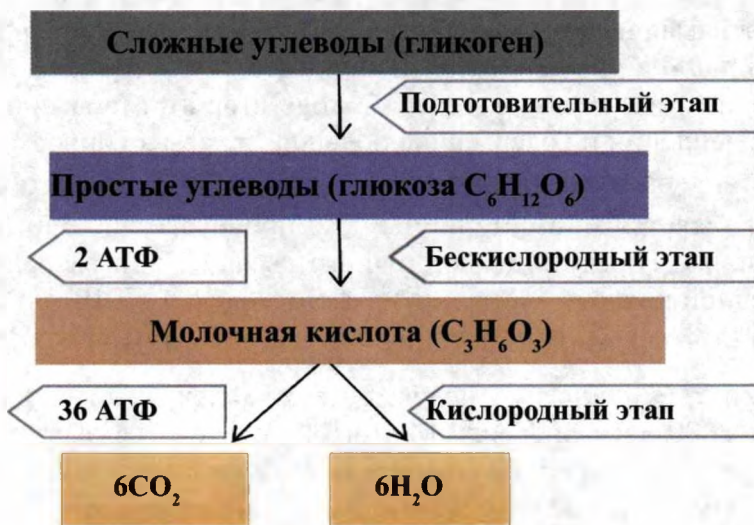 Сложные углеводы (гликоген)
Подготовительный этап
Простые углеводы (глюкоза C₆H₁₂O₆)
2 АТФ
Бескислородный этап
Молочная кислота (C₃H₆O₃)
36 АТФ
Кислородный этап
6CO₂
6H₂O